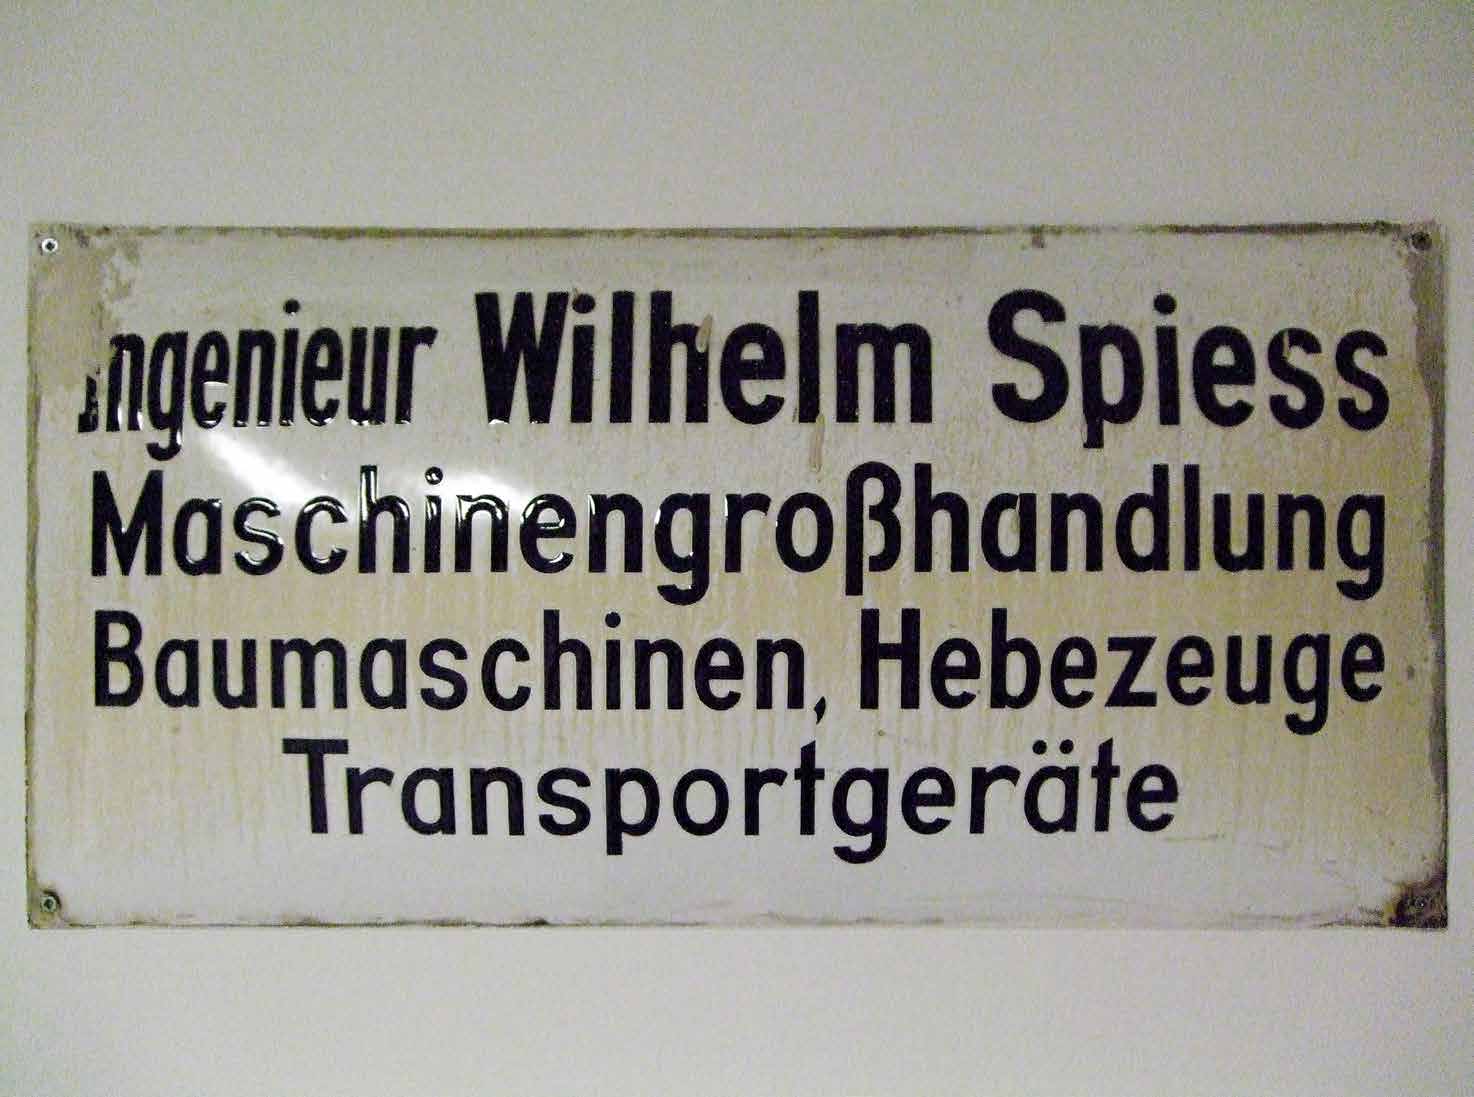 Ingenieur Wilhelm Spiess
Maschinengroßhandlung
Baumaschinen, Hebezeuge
Transportgeräte